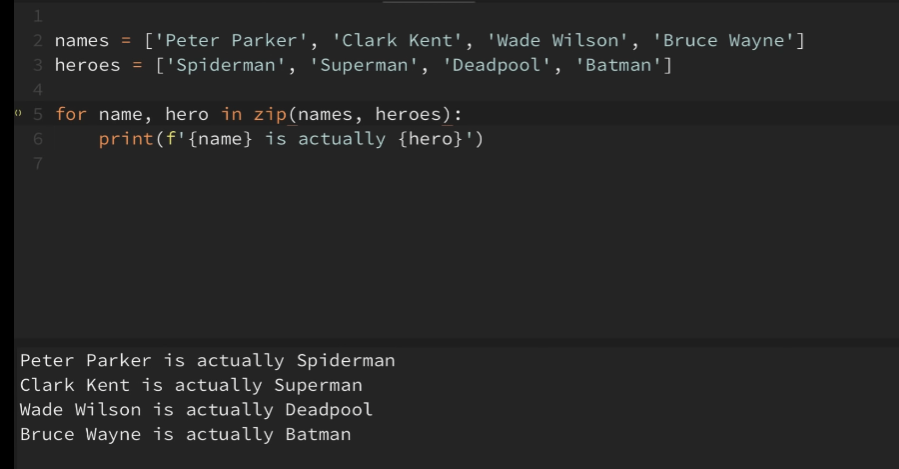 1
2 names = ['Peter Parker', 'Clark Kent', 'Wade Wilson', 'Bruce Wayne']
3 heroes = ['Spiderman', 'Superman', 'Deadpool', 'Batman']
4
5 for name, hero in zip(names, heroes):
6     print(f'{name} is actually {hero}')
7
Peter Parker is actually Spiderman
Clark Kent is actually Superman
Wade Wilson is actually Deadpool
Bruce Wayne is actually Batman